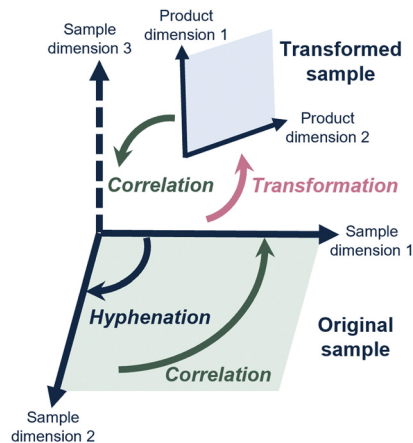 Sample
dimension 3
Product
dimension 1
Transformed
sample
Product
dimension 2
Correlation
Transformation
Sample
dimension 1
Hyphenation
Original
sample
Correlation
Sample
dimension 2